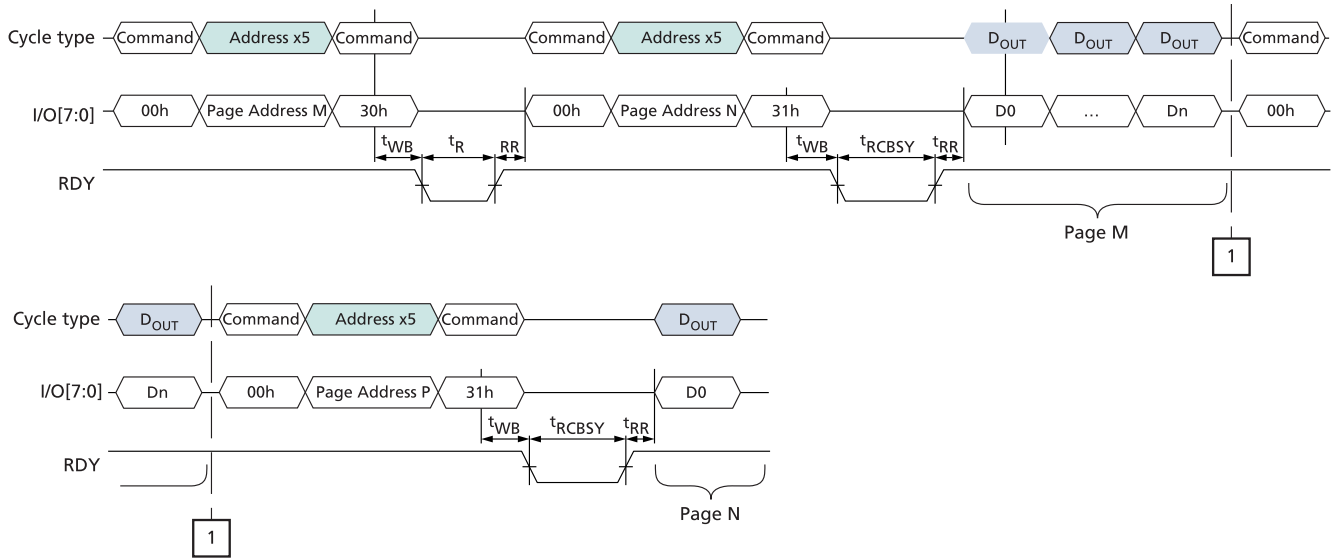 Cycle type Command Address x5 Command Command Address x5 Command DOUT DOUT DOUT Command
I/O[7:0] 00h Page Address M 30h 00h Page Address N 31h D0 ... Dn 00h
tWB tR RR tWB tRCBSY tRR
RDY
Page M
1
Cycle type DOUT Command Address x5 Command DOUT
I/O[7:0] Dn 00h Page Address P 31h D0
tWB tRCBSY tRR
RDY
Page N
1